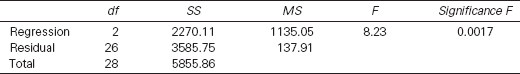 df SS MS F Significance F
Regression 2 2270.11 1135.05 8.23 0.0017
Residual 26 3585.75 137.91
Total 28 5855.86